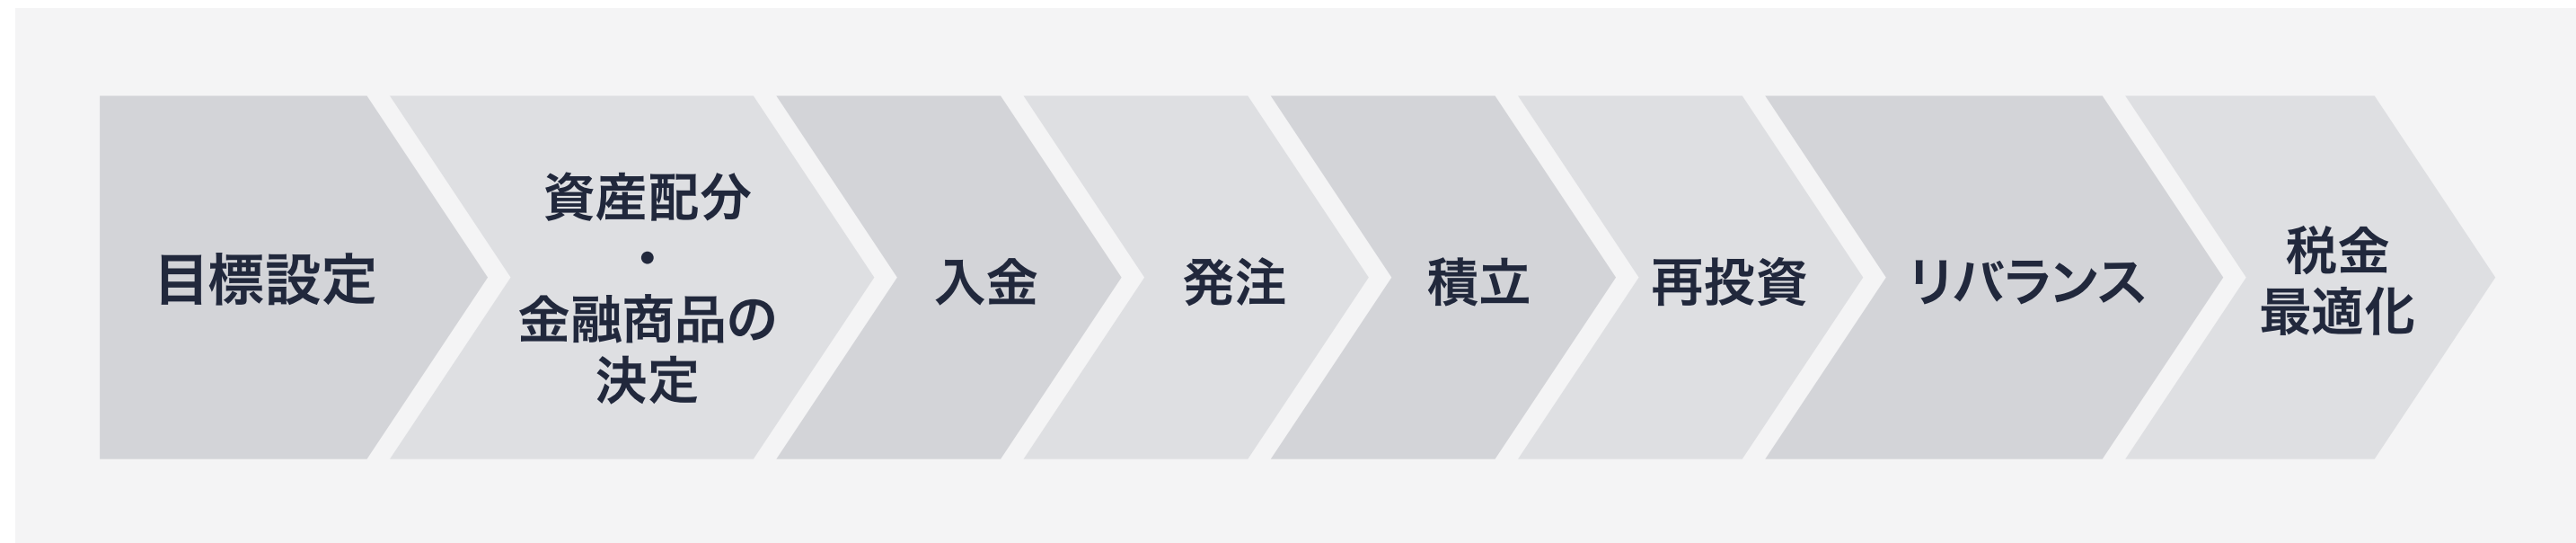 目標設定
資産配分
・
金融商品の
決定
入金
発注
積立
再投資
リバランス
税金
最適化